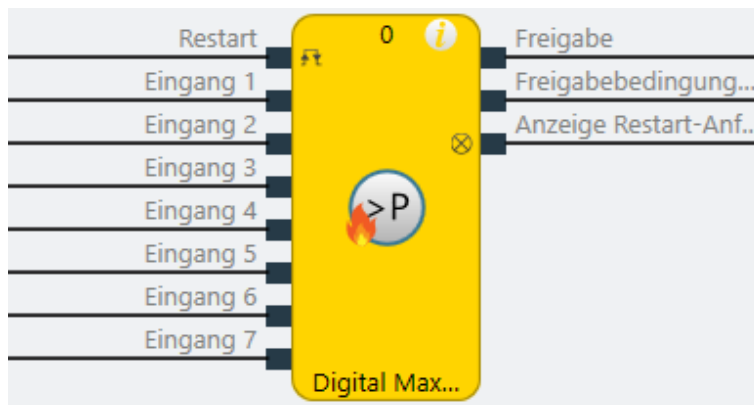 Restart
0
i
Freigabe
Eingang 1
Freigabebedingung...
Eingang 2
Anzeige Restart-Anf...
Eingang 3
Eingang 4
>P
Eingang 5
Eingang 6
Eingang 7
Digital Max...